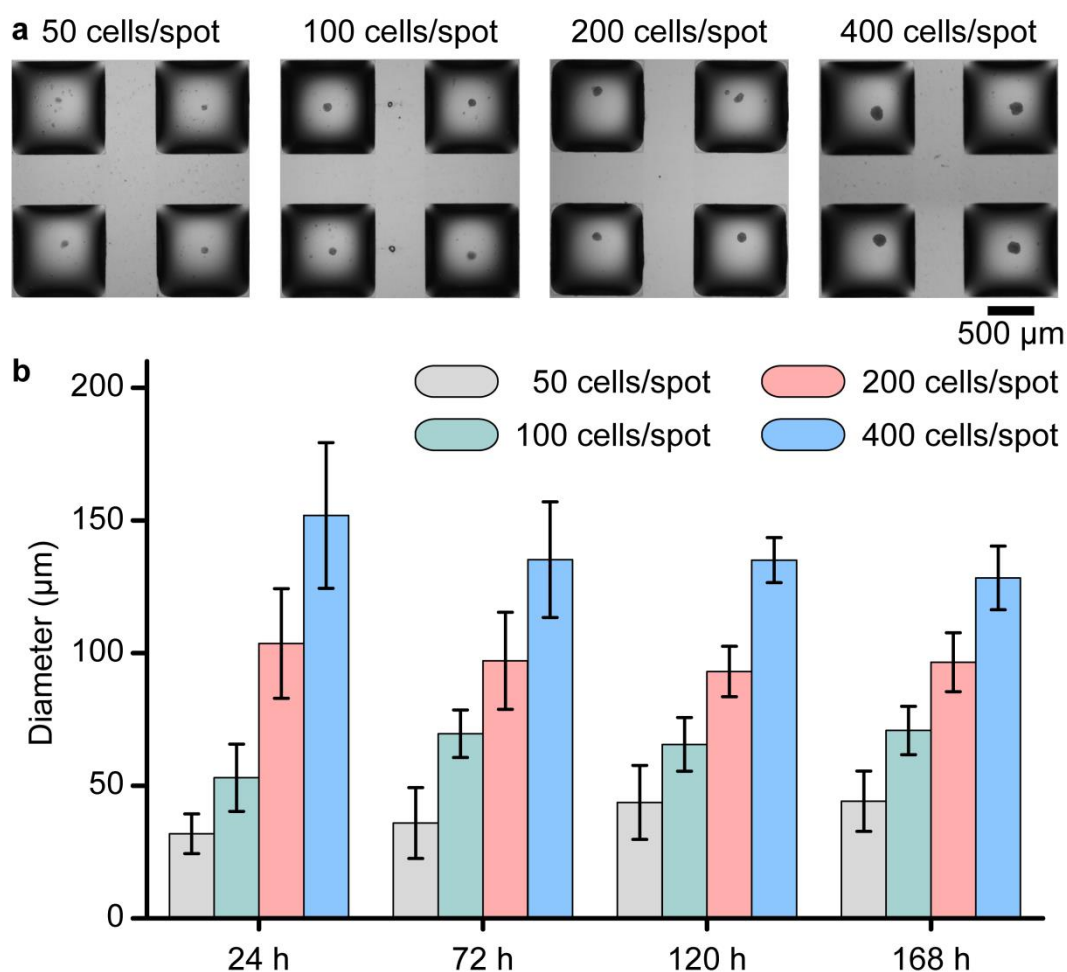 a 50 cells/spot 100 cells/spot 200 cells/spot 400 cells/spot
500 µm
b
200
150
100
50
0
Diameter (µm)
50 cells/spot 200 cells/spot
100 cells/spot 400 cells/spot
24 h 72 h 120 h 168 h